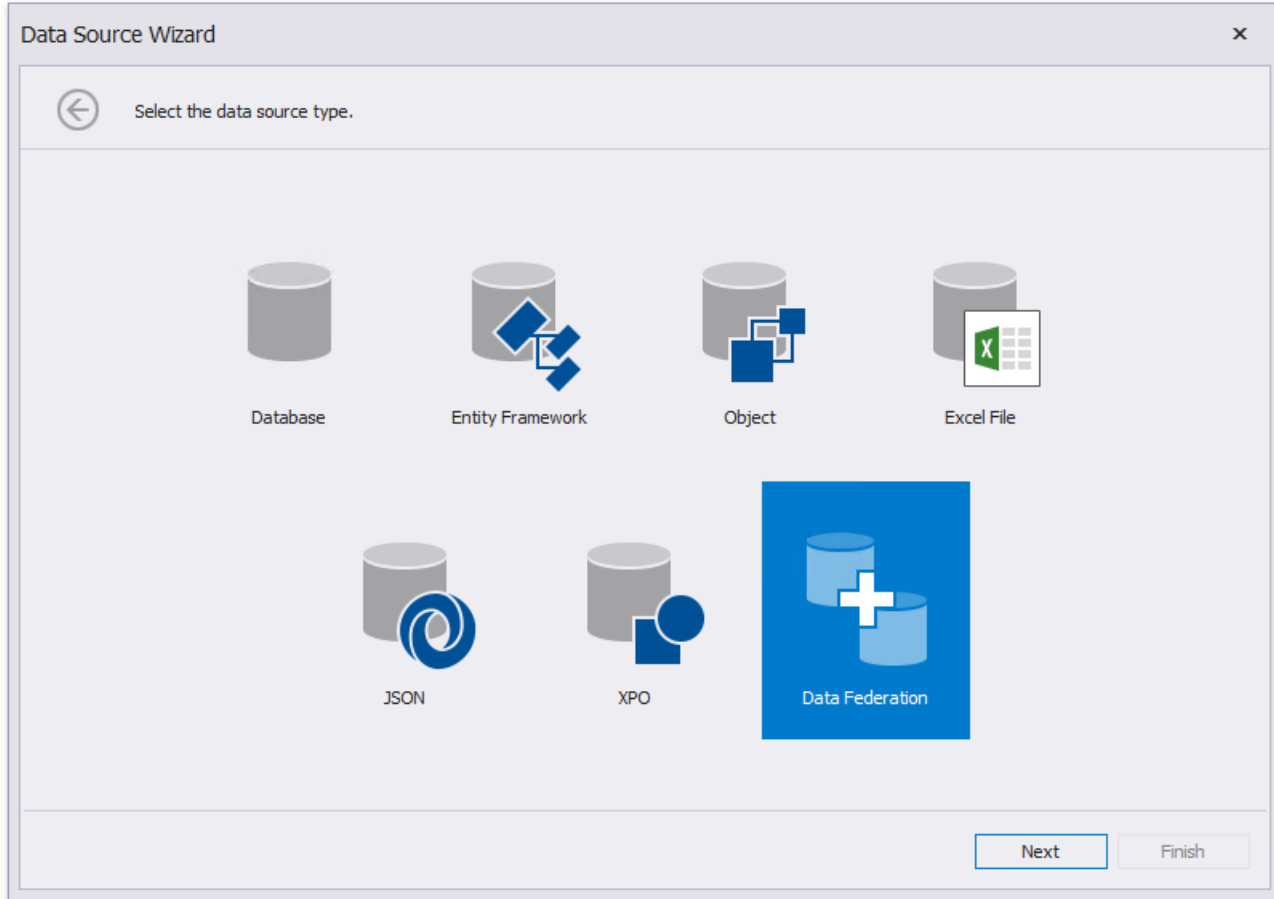 Data Source Wizard
Select the data source type.
Database
Entity Framework
Object
Excel File
X
JSON
XPO
Data Federation
Next
Finish